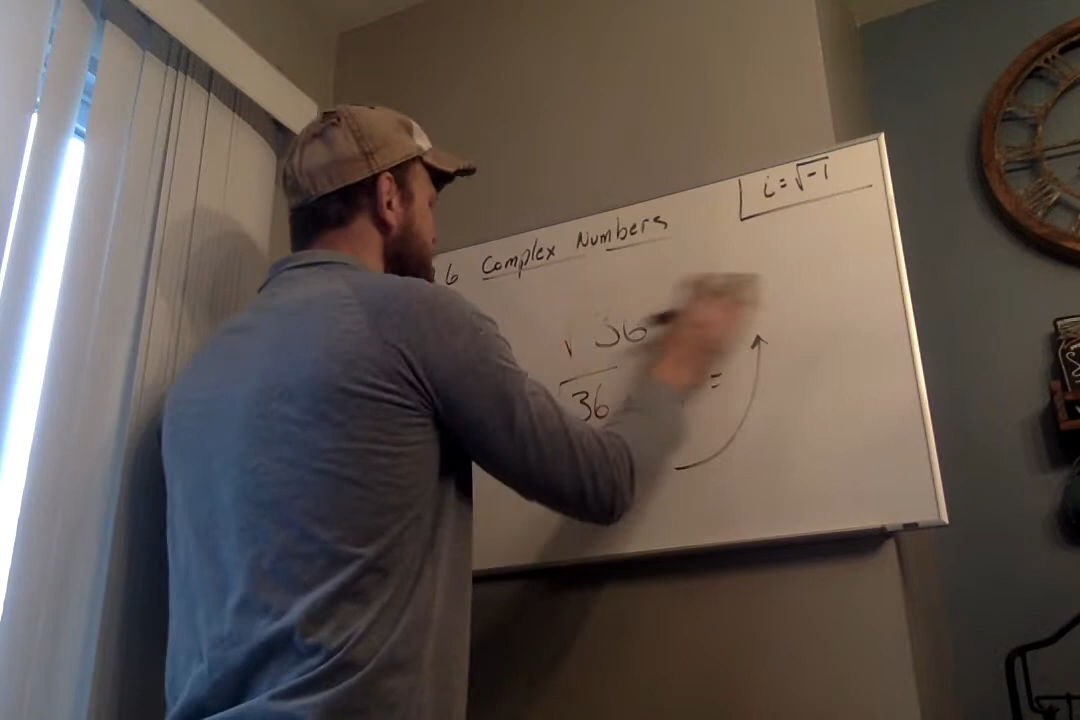 i = √-1
6 Complex Numbers
√36
√36 =